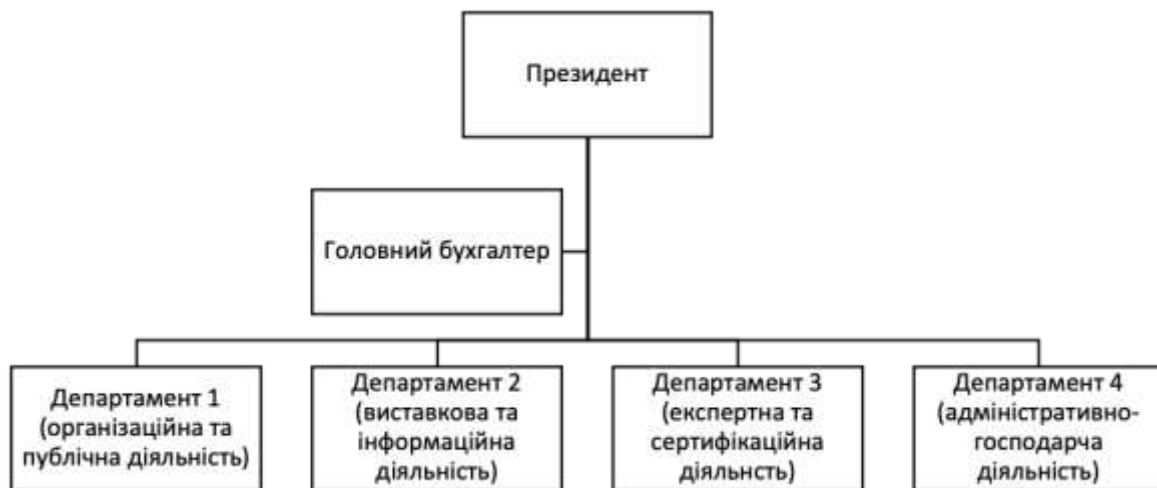 Президент
Головний бухгалтер
Департамент 1
(організаційна та
публічна діяльність)
Департамент 2
(виставкова та
інформаційна
діяльність)
Департамент 3
(експертна та
сертифікаційна
діяльнсть)
Департамент 4
(адміністративно-
господарча
діяльність)